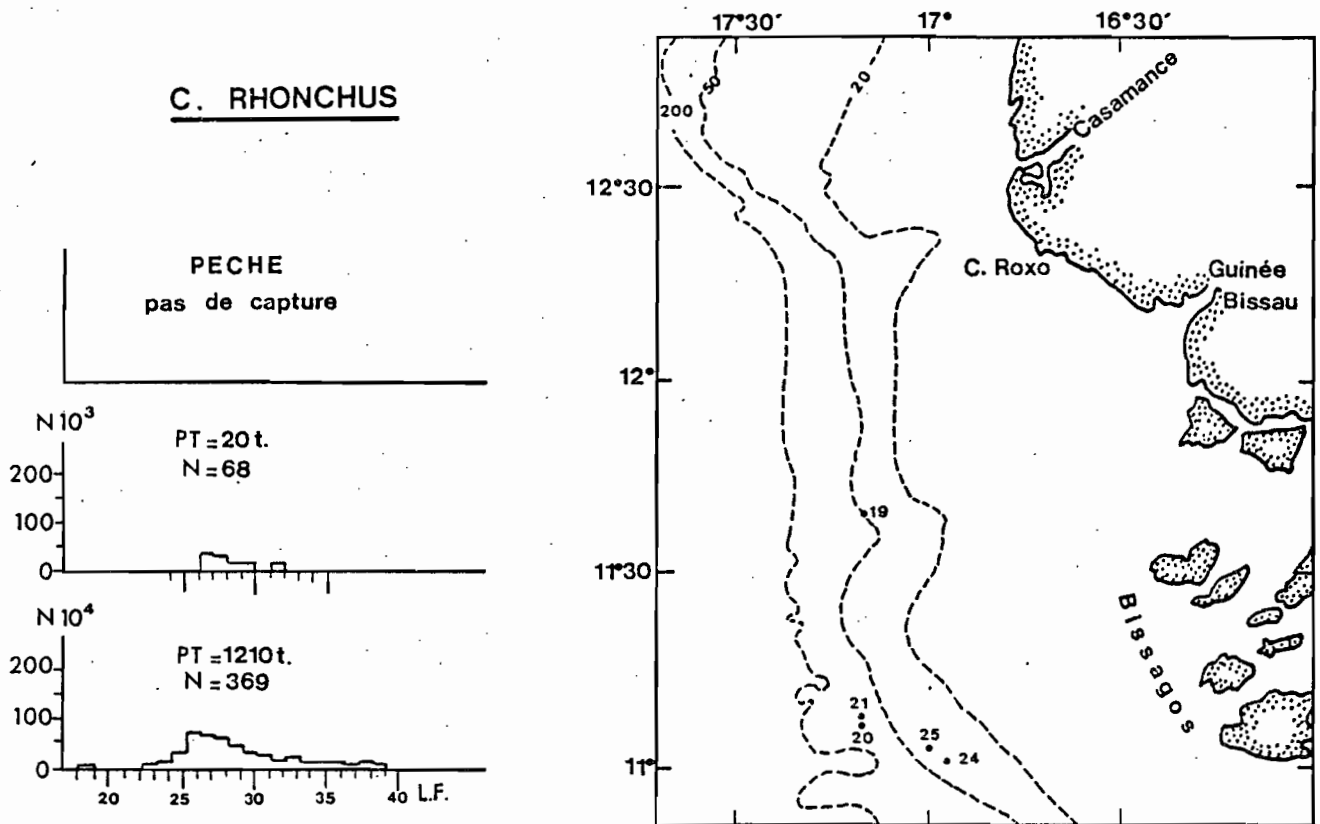 C. RHONCHUS
PECHE
pas de capture
N 10³
PT = 20 t.
N = 68
200
100
0
N 10⁴
PT = 1210 t.
N = 369
200
100
0
20 25 30 35 40 L.F.
17°30' 17° 16°30'
12°30
12°
11°30
11°
200
50
20
Casamance
C. Roxo
Guinée
Bissau
19
21
20
25
24
Bissagos